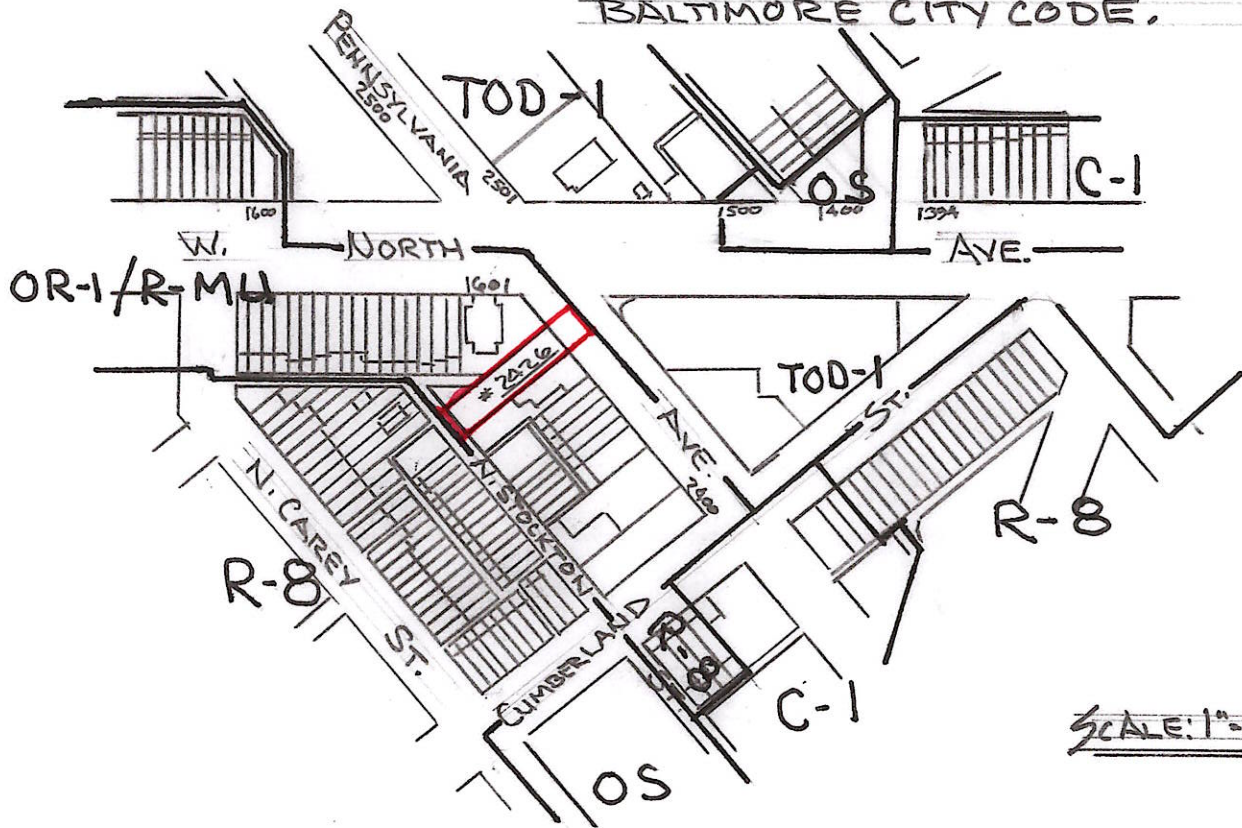 BALTIMORE CITY CODE.
PENNSYLVANIA
2500
TOD-1
2501
OS
C-1
1600
1500
1400
1394
W. NORTH AVE.
OR-1/R-MU
1601
# 2426
TOD-1
AVE.
ST.
2400
N. STOCKTON
ST.
N. CAREY ST.
R-8
R-8
CUMBERLAND
R-8
C-1
OS
SCALE: 1"=